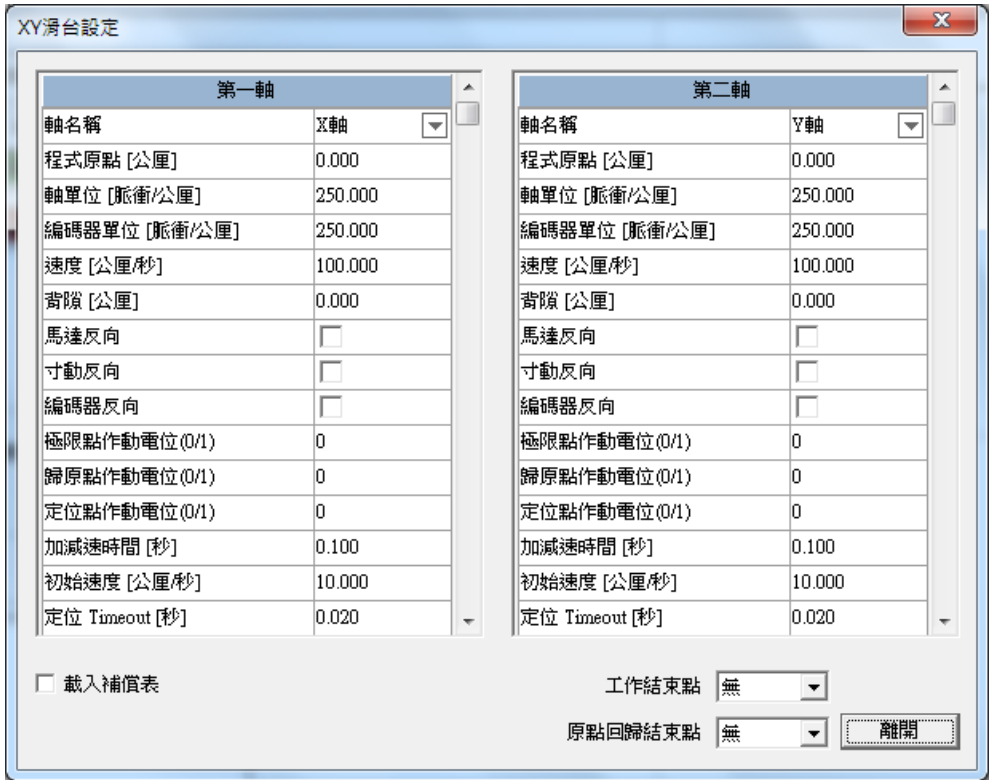 XY滑台設定
第一軸
軸名稱 X軸
程式原點 [公厘] 0.000
軸單位 [脈衝/公厘] 250.000
編碼器單位 [脈衝/公厘] 250.000
速度 [公厘/秒] 100.000
背隙 [公厘] 0.000
馬達反向
寸動反向
編碼器反向
極限點作動電位(0/1) 0
歸原點作動電位(0/1) 0
定位點作動電位(0/1) 0
加減速時間 [秒] 0.100
初始速度 [公厘/秒] 10.000
定位 Timeout [秒] 0.020
第二軸
軸名稱 Y軸
程式原點 [公厘] 0.000
軸單位 [脈衝/公厘] 250.000
編碼器單位 [脈衝/公厘] 250.000
速度 [公厘/秒] 100.000
背隙 [公厘] 0.000
馬達反向
寸動反向
編碼器反向
極限點作動電位(0/1) 0
歸原點作動電位(0/1) 0
定位點作動電位(0/1) 0
加減速時間 [秒] 0.100
初始速度 [公厘/秒] 10.000
定位 Timeout [秒] 0.020
載入補償表
工作結束點 無
原點回歸結束點 無
離開